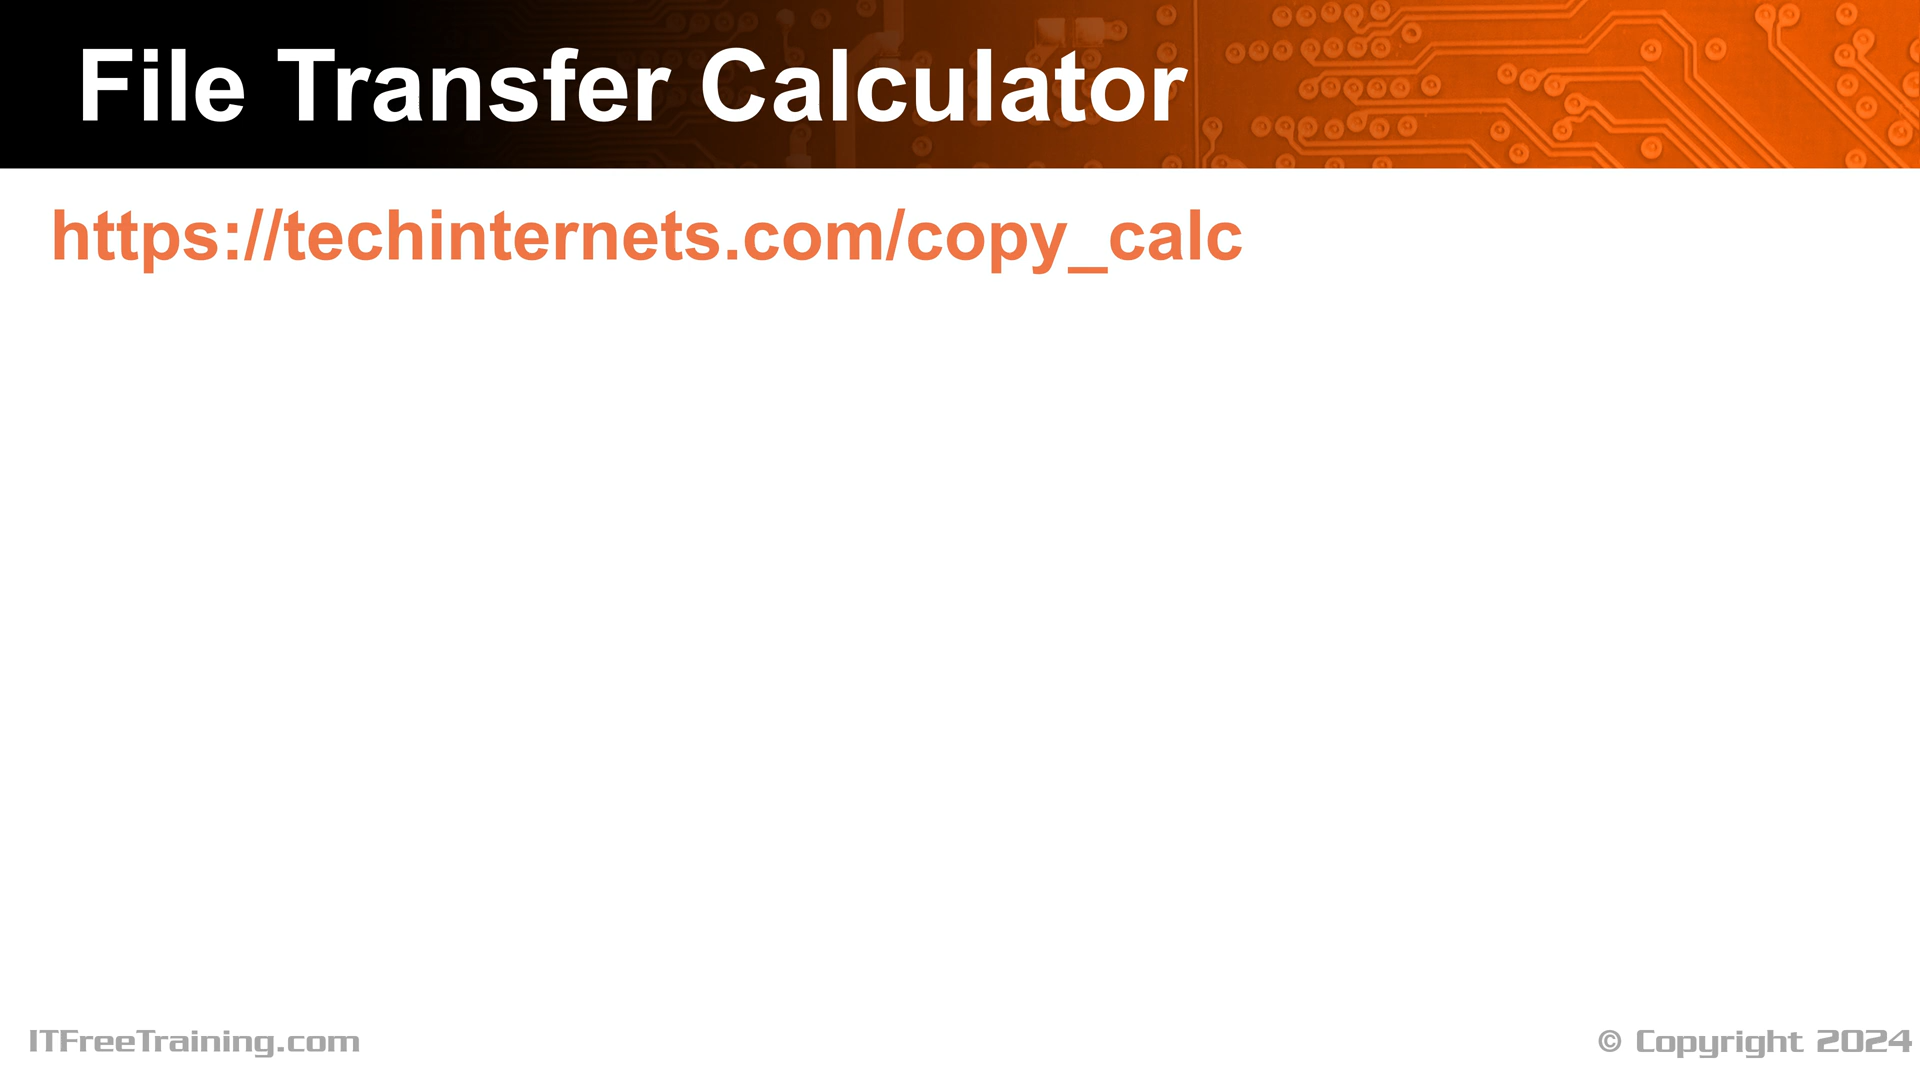 File Transfer Calculator
https://techinternets.com/copy_calc
ITFreeTraining.com
© Copyright 2024